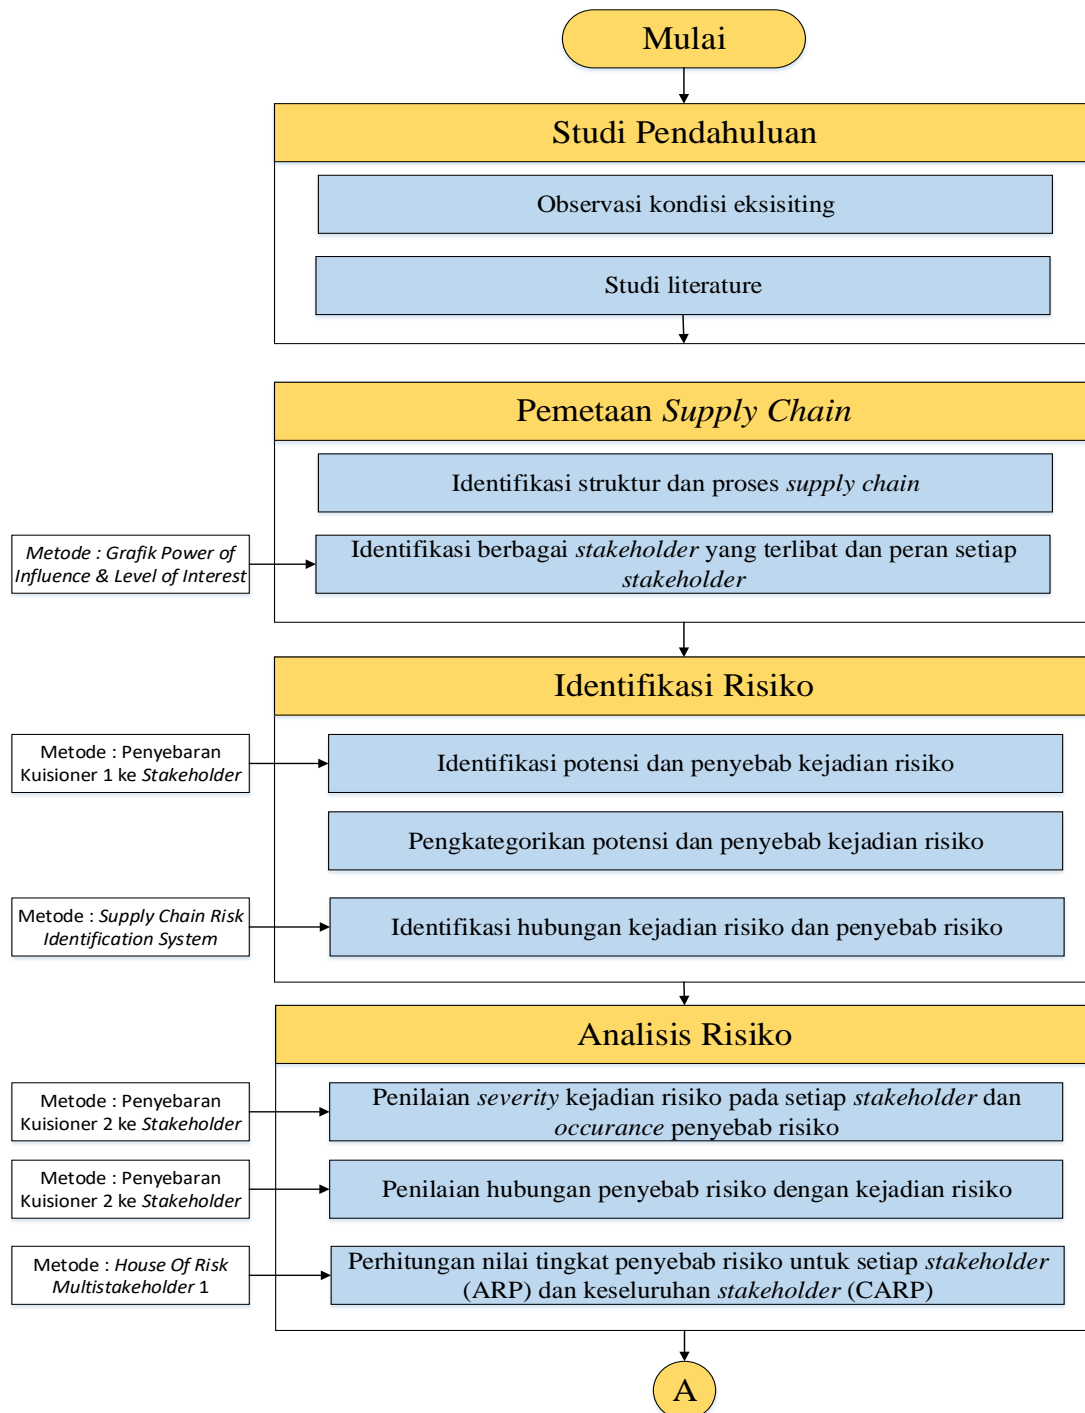 Mulai
Studi Pendahuluan
Observasi kondisi eksisiting
Studi literature
Pemetaan Supply Chain
Identifikasi struktur dan proses supply chain
Metode : Grafik Power of
Influence & Level of Interest
Identifikasi berbagai stakeholder yang terlibat dan peran setiap
stakeholder
Identifikasi Risiko
Metode : Penyebaran
Kuisioner 1 ke Stakeholder
Identifikasi potensi dan penyebab kejadian risiko
Pengkategorikan potensi dan penyebab kejadian risiko
Metode : Supply Chain Risk
Identification System
Identifikasi hubungan kejadian risiko dan penyebab risiko
Analisis Risiko
Metode : Penyebaran
Kuisioner 2 ke Stakeholder
Penilaian severity kejadian risiko pada setiap stakeholder dan
occurance penyebab risiko
Metode : Penyebaran
Kuisioner 2 ke Stakeholder
Penilaian hubungan penyebab risiko dengan kejadian risiko
Metode : House Of Risk
Multistakeholder 1
Perhitungan nilai tingkat penyebab risiko untuk setiap stakeholder
(ARP) dan keseluruhan stakeholder (CARP)
A